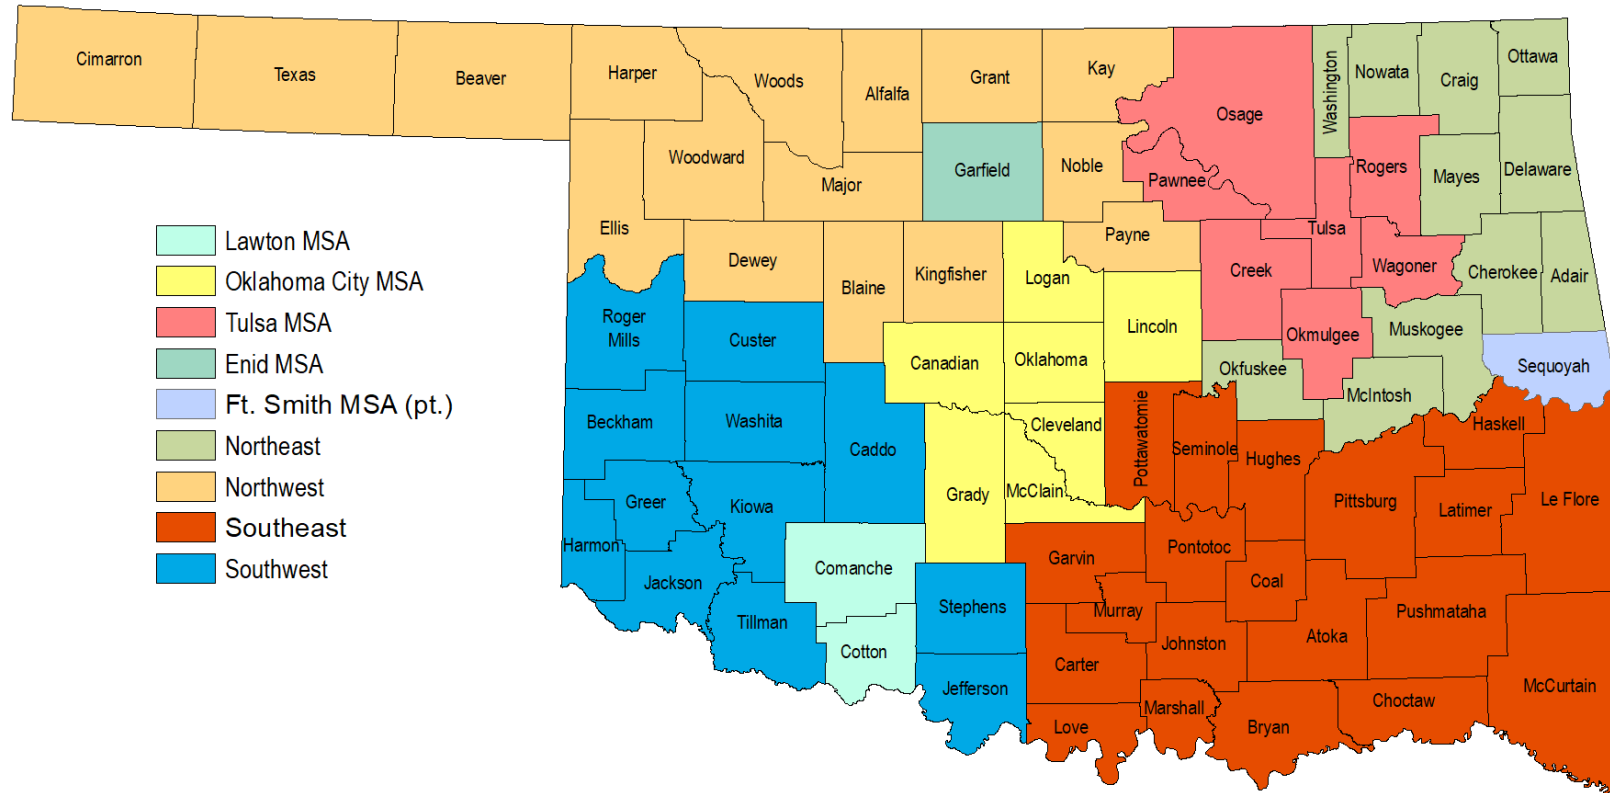 Cimarron
Texas
Beaver
Harper
Woods
Alfalfa
Grant
Kay
Osage
Washington
Nowata
Craig
Ottawa
Woodward
Major
Garfield
Noble
Pawnee
Rogers
Mayes
Delaware
Ellis
Dewey
Blaine
Kingfisher
Logan
Payne
Creek
Tulsa
Wagoner
Cherokee
Adair
Lawton MSA
Oklahoma City MSA
Tulsa MSA
Enid MSA
Ft. Smith MSA (pt.)
Northeast
Northwest
Southeast
Southwest
Roger
Mills
Custer
Canadian
Oklahoma
Lincoln
Okmulgee
Muskogee
Okfuskee
McIntosh
Sequoyah
Beckham
Washita
Caddo
Grady
Cleveland
McClain
Pottawatomie
Seminole
Hughes
Pittsburg
Haskell
Latimer
Le Flore
Harmon
Greer
Kiowa
Jackson
Tillman
Comanche
Cotton
Stephens
Jefferson
Garvin
Murray
Pontotoc
Coal
Carter
Johnston
Atoka
Pushmataha
Love
Marshall
Bryan
Choctaw
McCurtain